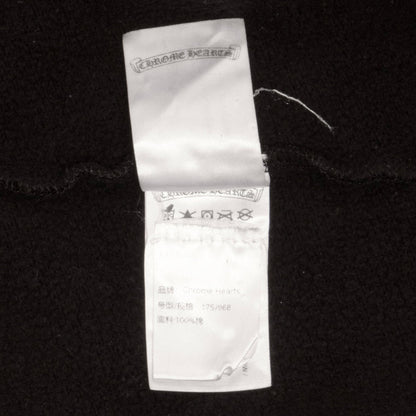 CHROME HEARTS
CHROME HEARTS
品牌: Chrome Hearts
号型/规格: 175/96B
面料:100%棉